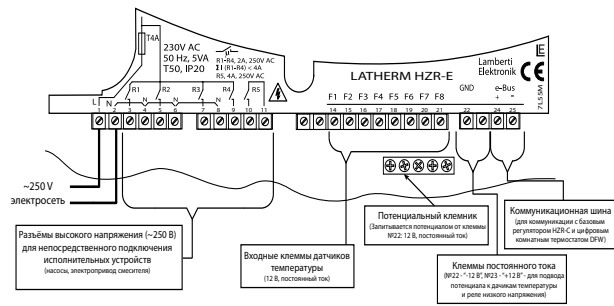 T4A
230V AC
50 Hz, 5VA
T50, IP20
R1-R4, 2A, 250V AC
Σ I (R1-R4) < 4A
R5, 4A, 250V AC
LATHERM HZR-E
Lamberti
Elektronik
CE
7L55M
R1 R2 R3 R4 R5
F1 F2 F3 F4 F5 F6 F7 F8
GND
e-Bus
+ -
L N N N N
1 2 3 4 5 6 7 8 9 10 11
14 15 16 17 18 19 20 21 22 24 25
~250 V
электросеть
Разъёмы высокого напряжения (~250 В)
для непосредственного подключения
исполнительных устройств
(насосы, электропривод смесителя)
Входные клеммы датчиков
температуры
(12 В, постоянный ток)
Потенциальный клемник
(Запитывается потенциалом от клеммы
№22: 12 В, постоянный ток)
Клеммы постоянного тока
(№22 - "-12 В", №23 - "+12 В" - для подвода
потенциала к дачикам температуры
и реле низкого напряжения)
Коммуникационная шина
(для коммуникации с базовым
регулятором HZR-C и цифровым
комнатным термостатом DFW)